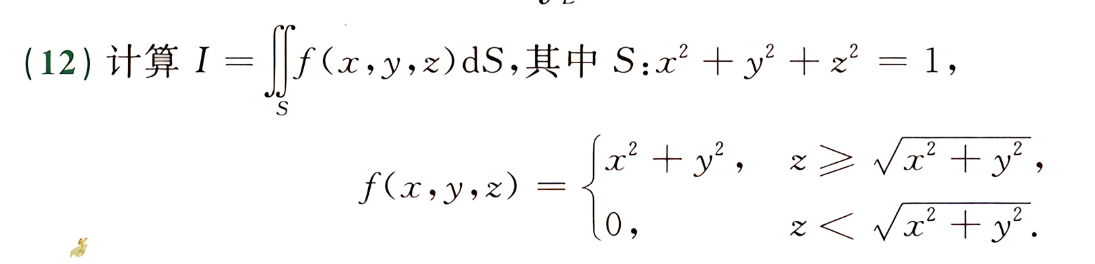 (12) 计算 I = ∬_S f(x,y,z)dS,其中 S:x² + y² + z² = 1,
f(x,y,z) = { x² + y², z ⩾ √(x² + y²),
0, z < √(x² + y²).